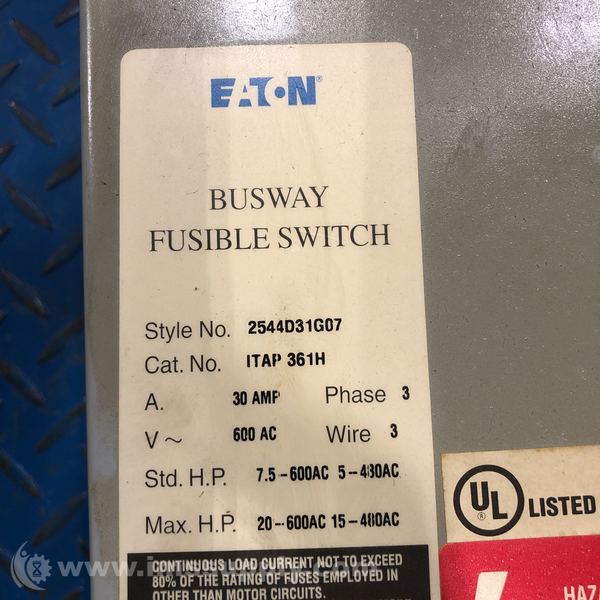 EATON®
BUSWAY
FUSIBLE SWITCH
Style No. 2544D31G07
Cat. No. ITAP 361H
A. 30 AMP Phase 3
V~ 600 AC Wire 3
Std. H.P. 7.5-600AC 5-480AC
Max. H.P. 20-600AC 15-480AC
CONTINUOUS LOAD CURRENT NOT TO EXCEED
80% OF THE RATING OF FUSES EMPLOYED IN
OTHER THAN MOTOR CIRCUITS.
UL ® LISTED
HAZA